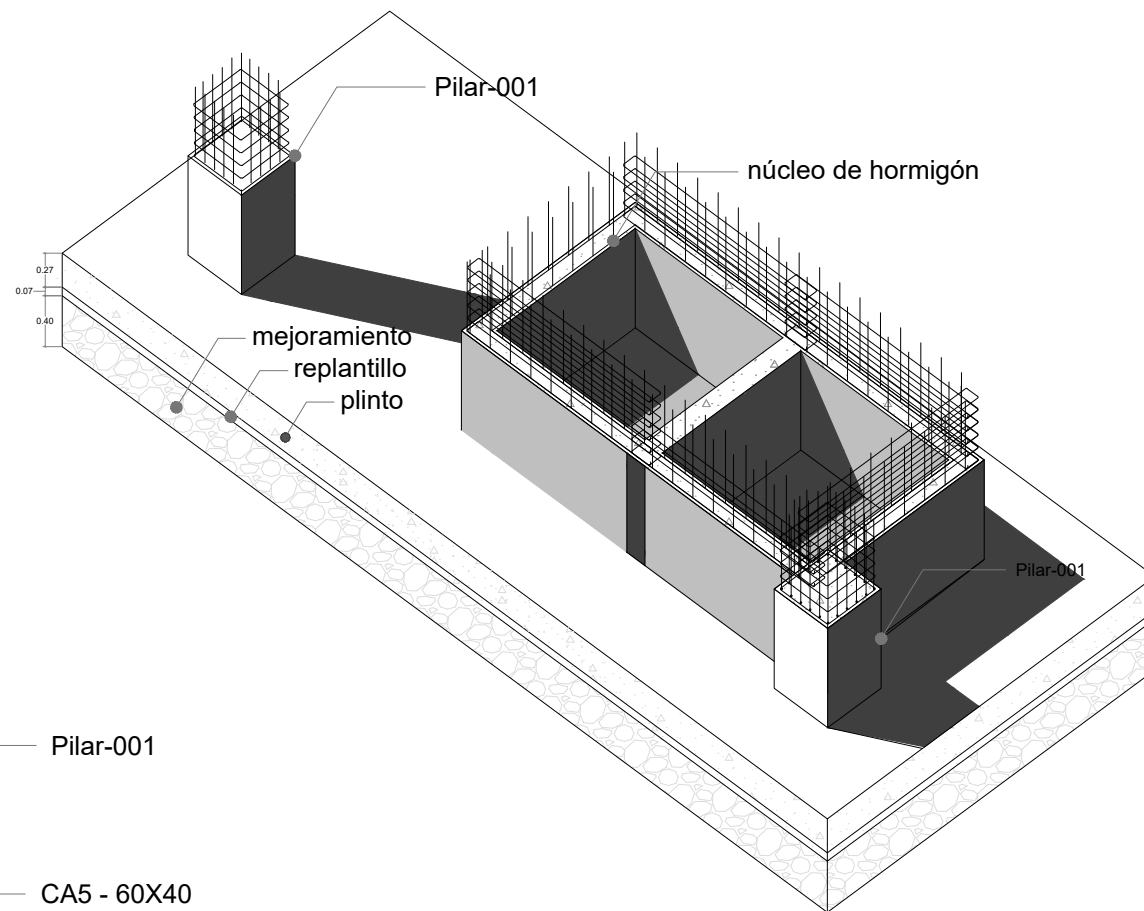 Pilar-001
núcleo de hormigón
0.27
0.07
0.40
mejoramiento
replantillo
plinto
Pilar-001
Pilar-001
CA5 - 60X40